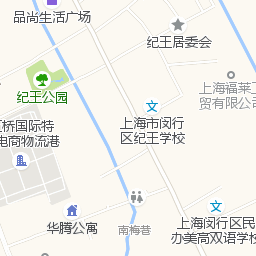 品尚生活广场
纪王居委会
上海福莱工
贸有限公司
纪王公园
上海市闵行
区纪王学校
桥国际特
电商物流港
华腾公寓
南梅巷
上海闵行区民
办美高双语学